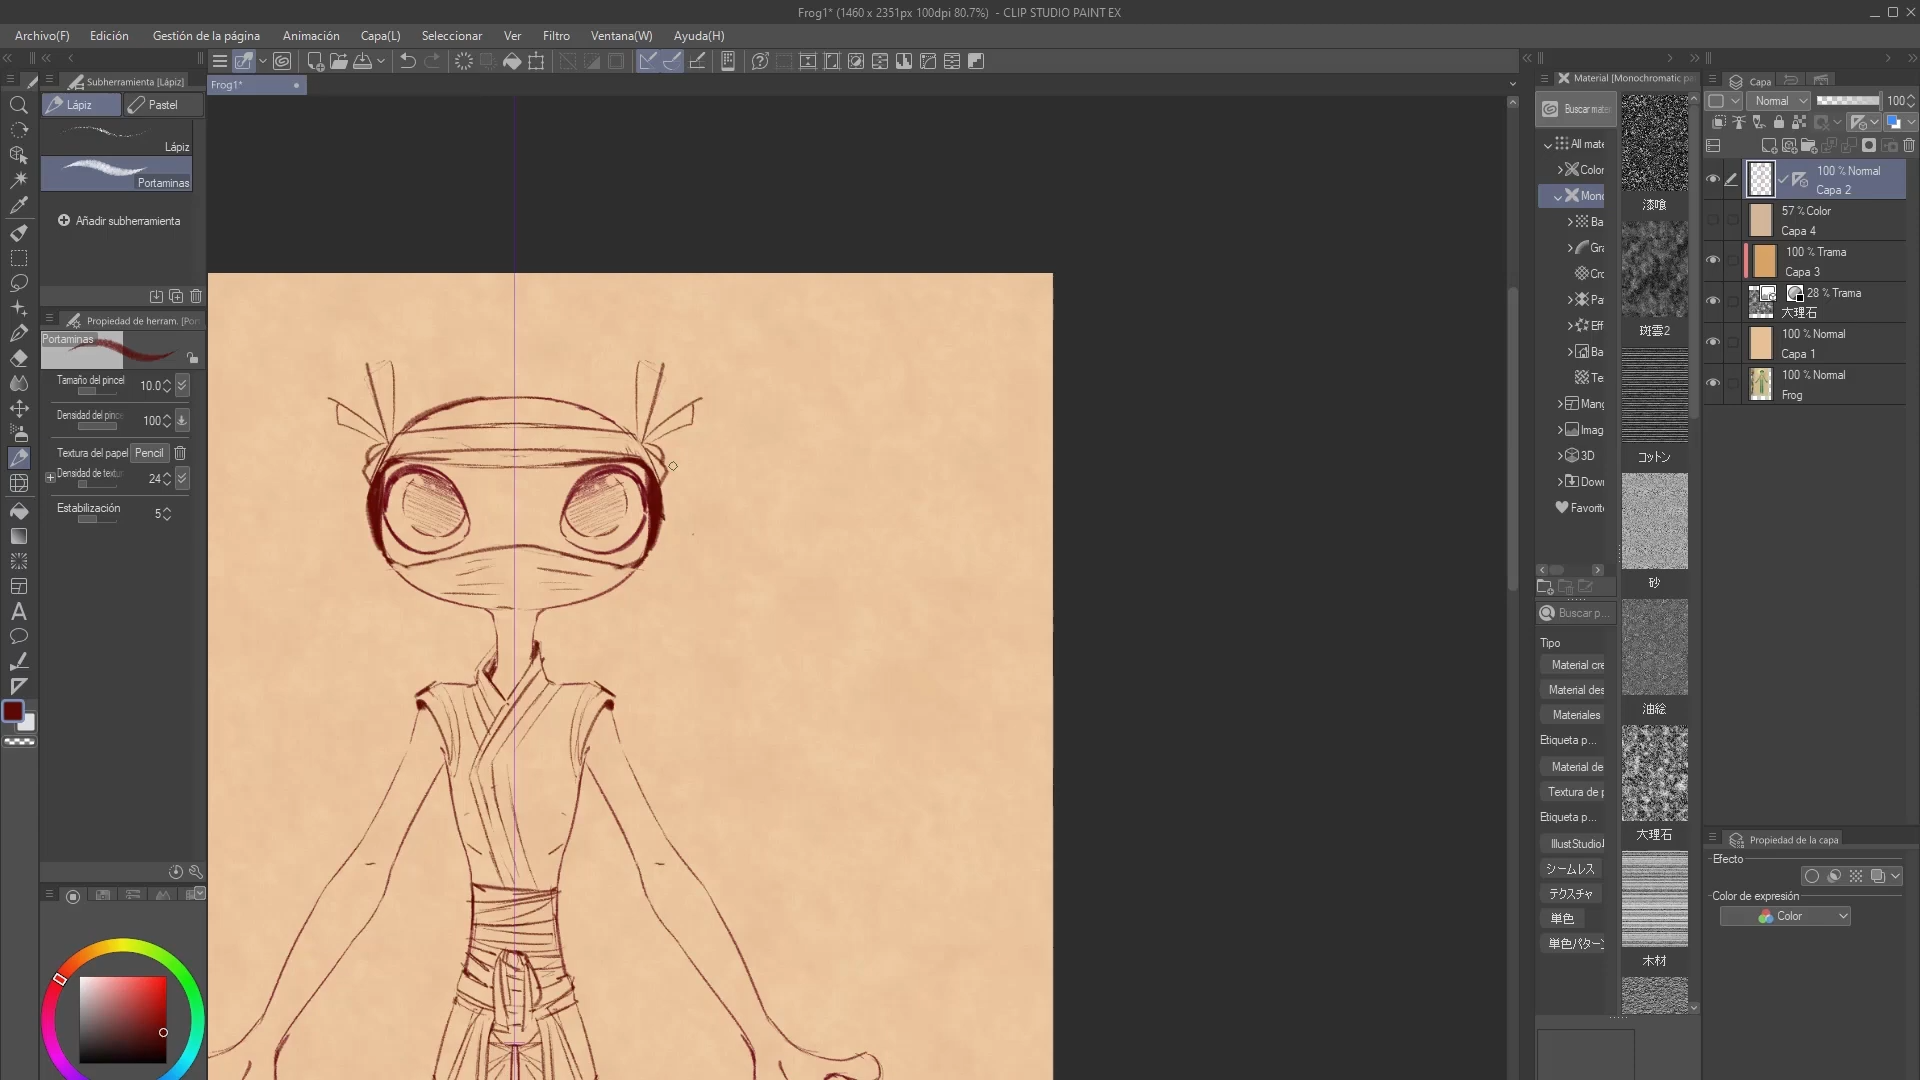 Frog1* (1460 x 2351px 100dpi 80.7%) - CLIP STUDIO PAINT EX
Archivo(F) Edición Gestión de la página Animación Capa(L) Seleccionar Ver Filtro Ventana(W) Ayuda(H)
Subherramienta [Lápiz]
Lápiz Pastel
Lápiz
Portaminas
Añadir subherramienta
Propiedad de herram. [Por
Portaminas
Tamaño del pincel 10.0
Densidad del pince 100
Textura del papel Pencil
Densidad de textu 24
Estabilización 5
Frog1*
Material [Monochromatic pa
Buscar mate
All mate
Color
Mono
Ba
Gra
Cro
Pa
Eff
Ba
Te
Mang
Imag
3D
Down
Favorite
Buscar p...
Tipo
Material cre
Material des
Materiales
Etiqueta p...
Material de
Textura de p
Etiqueta p...
IllustStudio
シームレス
テクスチャ
単色
単色パターン
漆喰
斑雲2
コットン
砂
油絵
大理石
木材
Capa
Normal 100
100 % Normal
Capa 2
57 % Color
Capa 4
100 % Trama
Capa 3
28 % Trama
大理石
100 % Normal
Capa 1
100 % Normal
Frog
Propiedad de la capa
Efecto
Color de expresión
Color